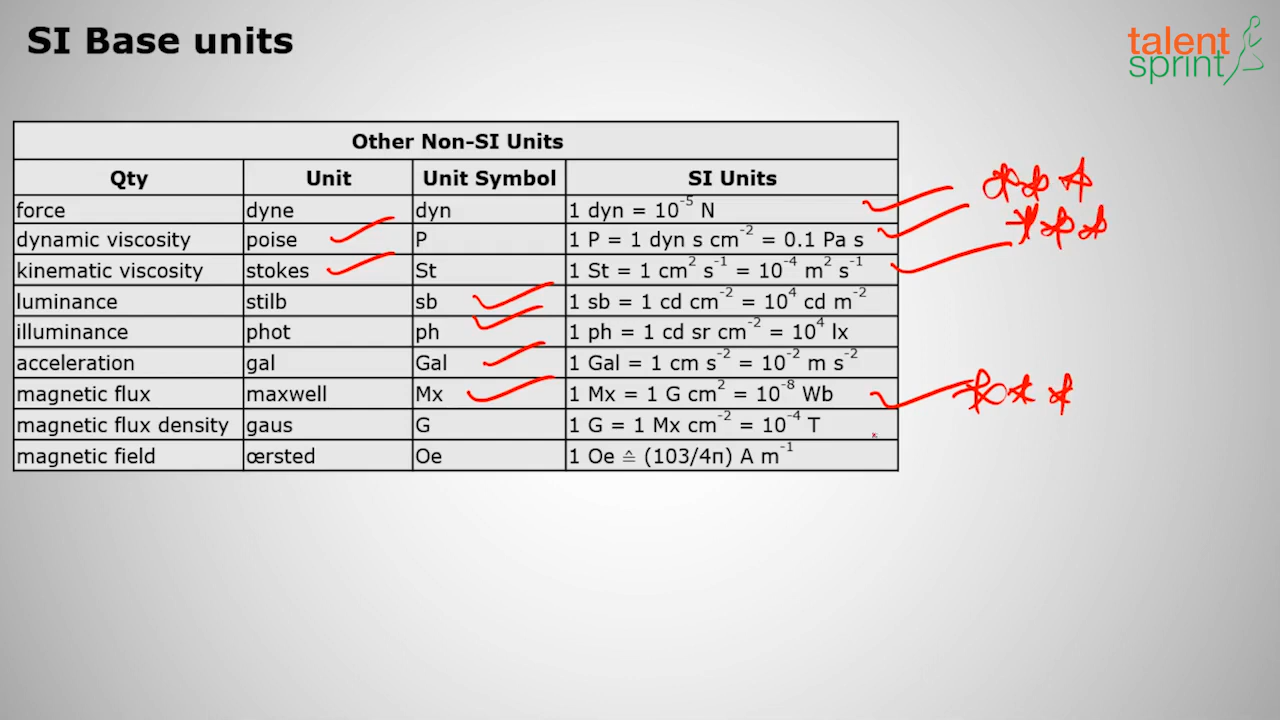 SI Base units
talent
sprint
Other Non-SI Units
Qty Unit Unit Symbol SI Units
force dyne dyn 1 dyn = 10⁻⁵ N
dynamic viscosity poise P 1 P = 1 dyn s cm⁻² = 0.1 Pa s
kinematic viscosity stokes St 1 St = 1 cm² s⁻¹ = 10⁻⁴ m² s⁻¹
luminance stilb sb 1 sb = 1 cd cm⁻² = 10⁴ cd m⁻²
illuminance phot ph 1 ph = 1 cd sr cm⁻² = 10⁴ lx
acceleration gal Gal 1 Gal = 1 cm s⁻² = 10⁻² m s⁻²
magnetic flux maxwell Mx 1 Mx = 1 G cm² = 10⁻⁸ Wb
magnetic flux density gaus G 1 G = 1 Mx cm⁻² = 10⁻⁴ T
magnetic field œrsted Oe 1 Oe ≙ (103/4п) A m⁻¹